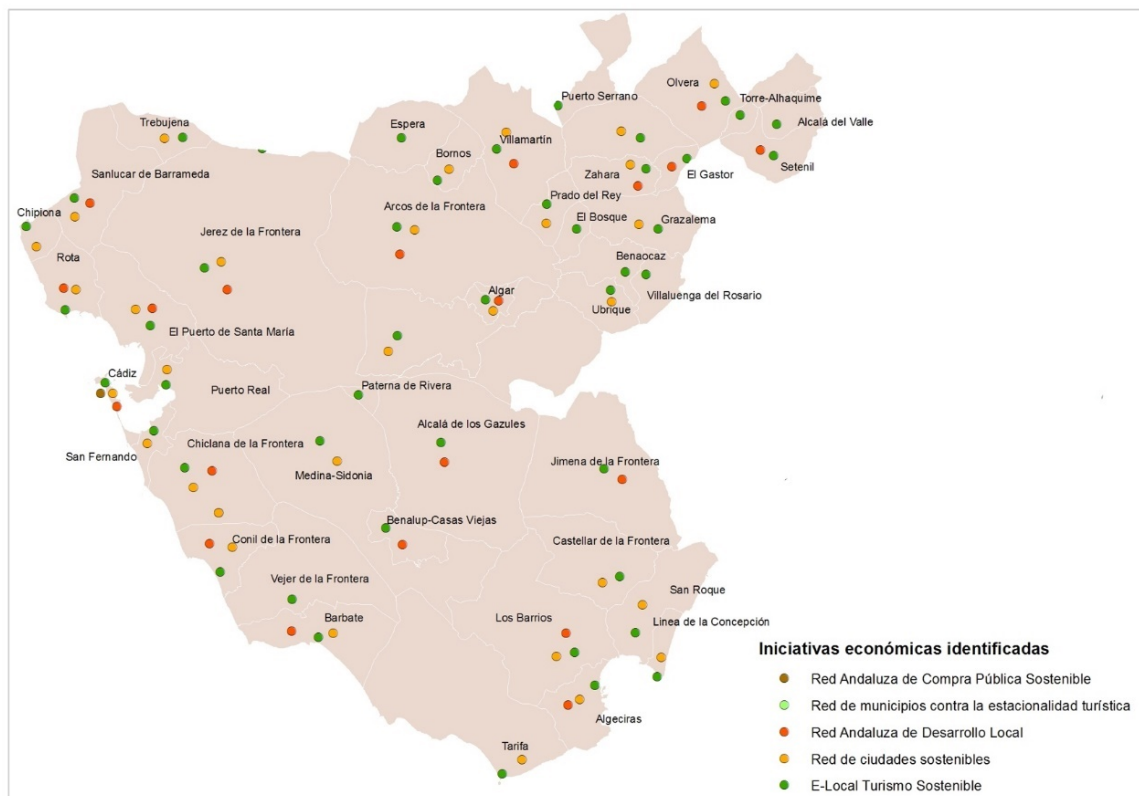 Olvera
Puerto Serrano
Torre-Alhaquime
Alcalá del Valle
Trebujena
Espera
Villamartín
Bornos
Setenil
Zahara
El Gastor
Sanlucar de Barrameda
Prado del Rey
Arcos de la Frontera
El Bosque
Grazalema
Chipiona
Jerez de la Frontera
Rota
Benaocaz
Algar
Villaluenga del Rosario
Ubrique
El Puerto de Santa María
Cádiz
Puerto Real
Paterna de Rivera
Alcalá de los Gazules
Chiclana de la Frontera
San Fernando
Jimena de la Frontera
Medina-Sidonia
Benalup-Casas Viejas
Conil de la Frontera
Castellar de la Frontera
Vejer de la Frontera
San Roque
Barbate
Los Barrios
Linea de la Concepción
Algeciras
Tarifa
Iniciativas económicas identificadas
Red Andaluza de Compra Pública Sostenible
Red de municipios contra la estacionalidad turística
Red Andaluza de Desarrollo Local
Red de ciudades sostenibles
E-Local Turismo Sostenible